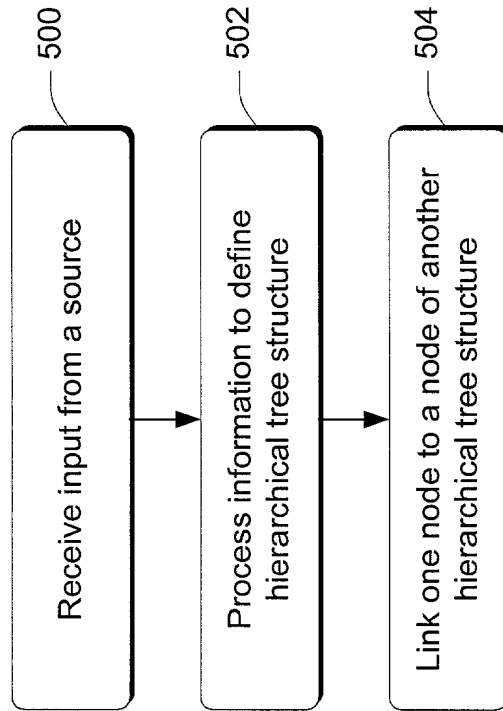 Receive input from a source
500
Process information to define
hierarchical tree structure
502
Link one node to a node of another
hierarchical tree structure
504